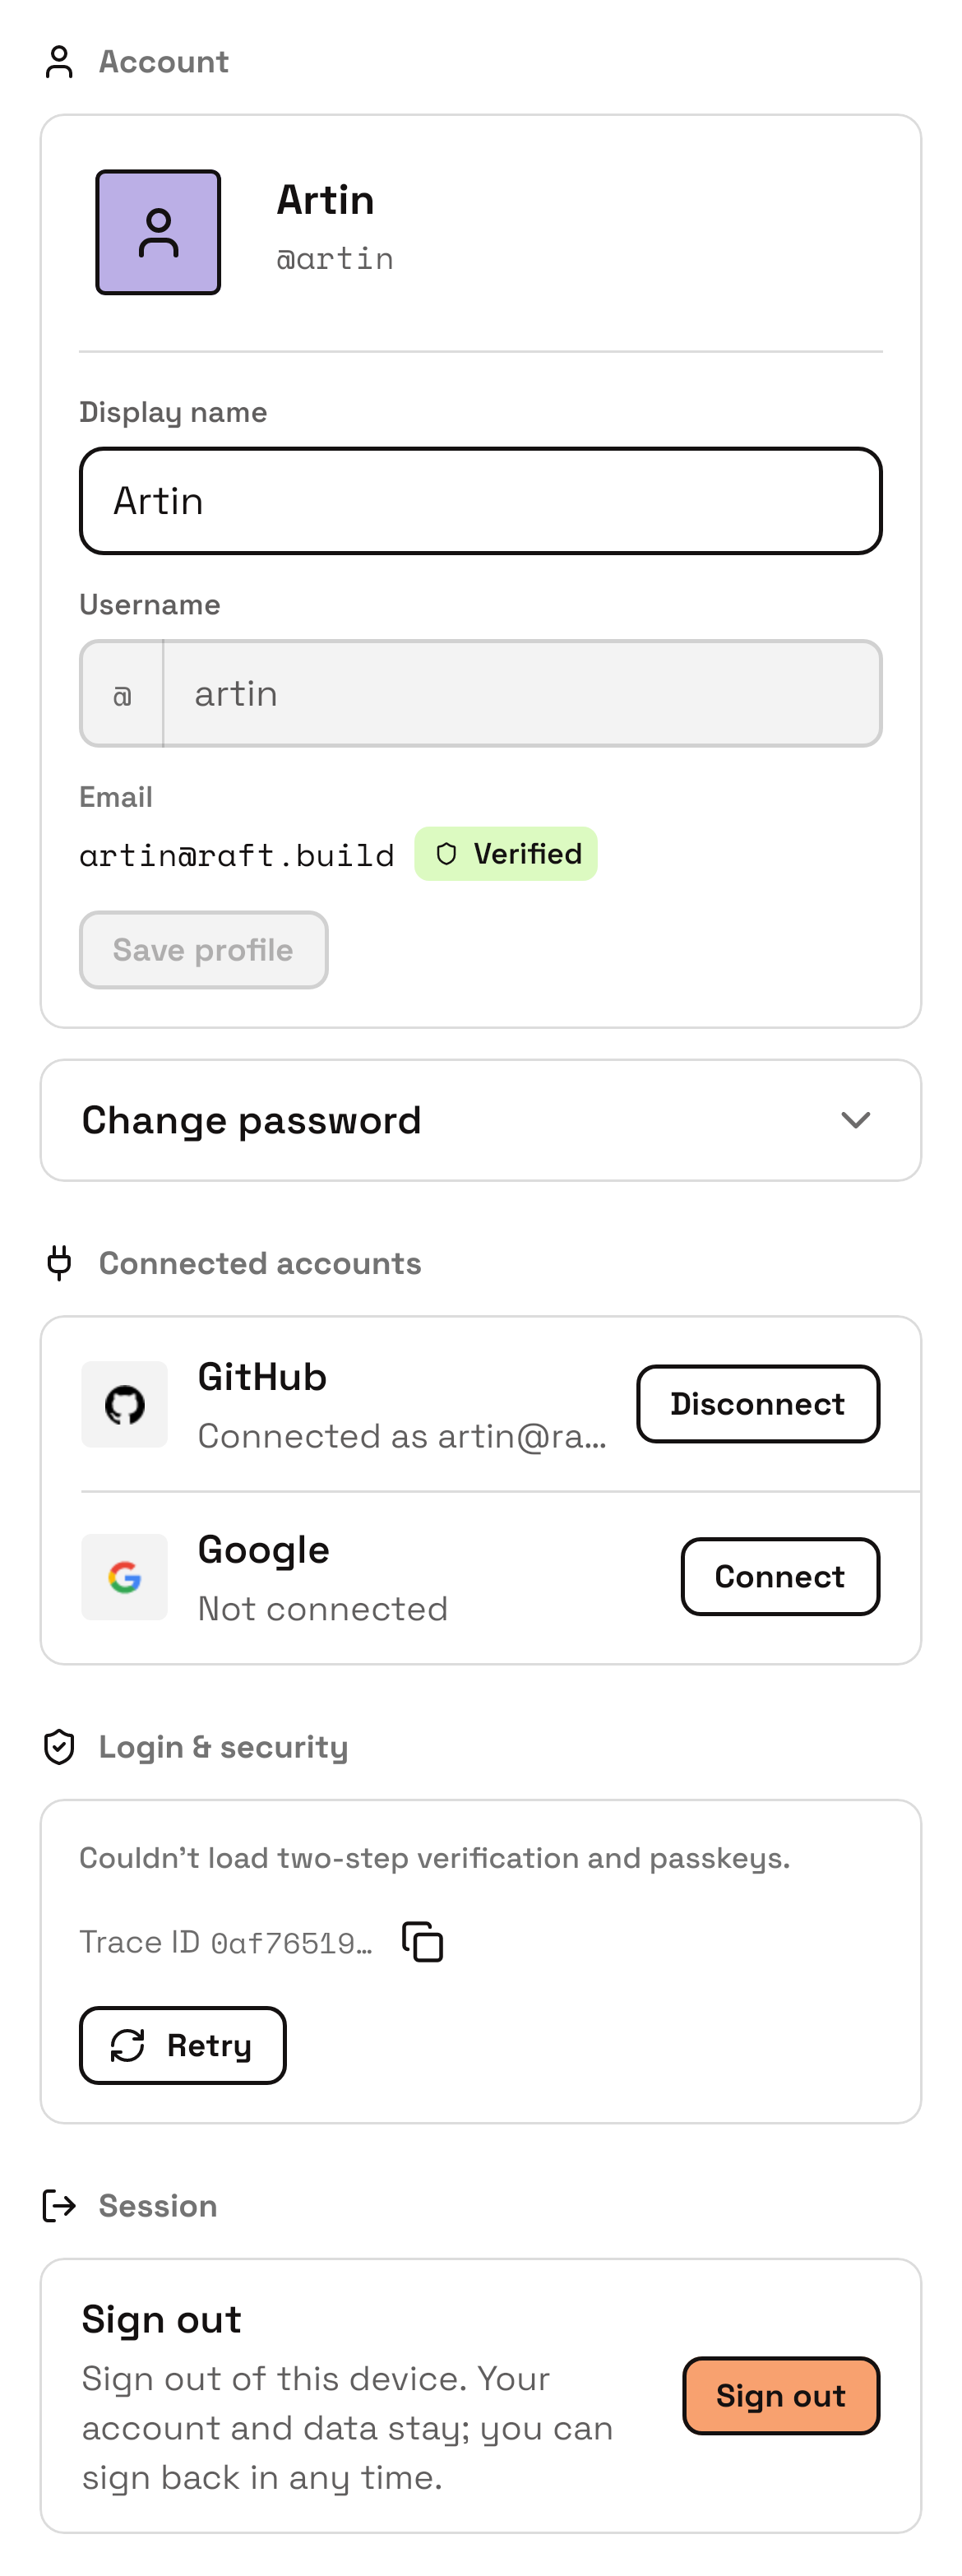 Account
Artin
@artin
Display name
Artin
Username
@ artin
Email
artin@raft.build Verified
Save profile
Change password
Connected accounts
GitHub
Connected as artin@ra...
Disconnect
Google
Not connected
Connect
Login & security
Couldn't load two-step verification and passkeys.
Trace ID 0af76519…
Retry
Session
Sign out
Sign out of this device. Your
account and data stay; you can
sign back in any time.
Sign out